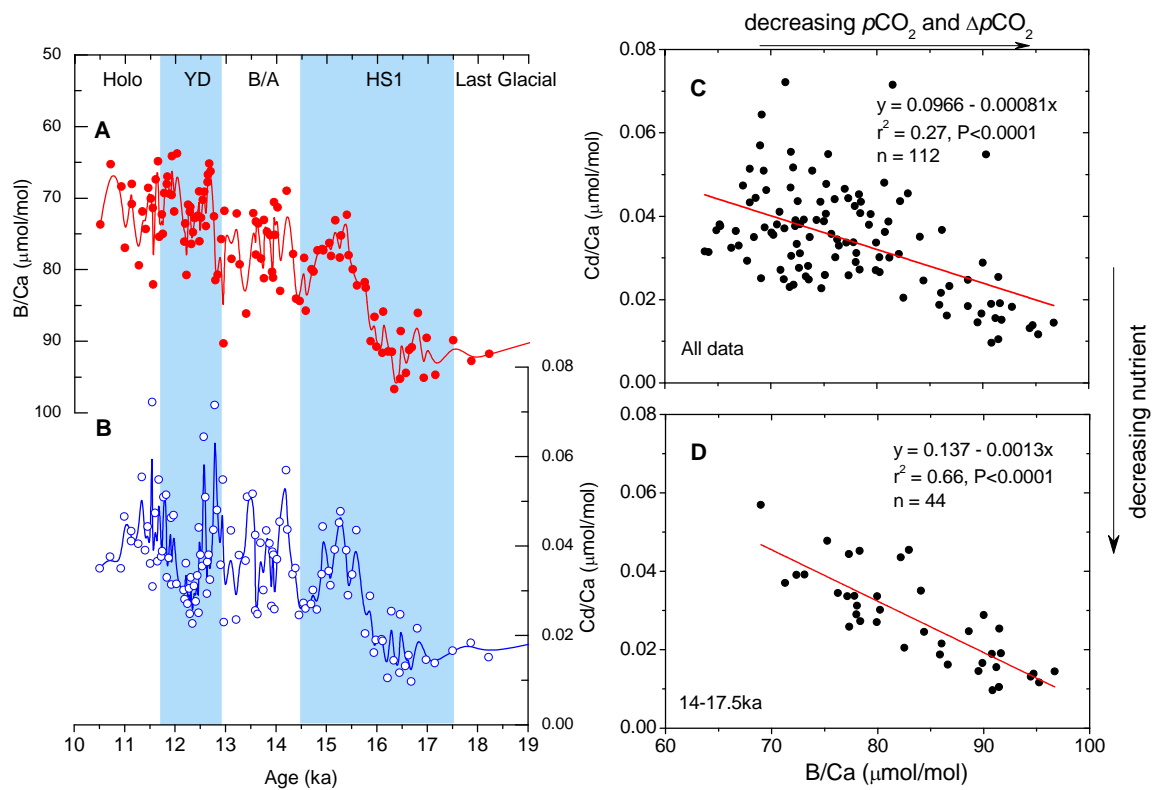 Holo YD B/A HS1 Last Glacial
A
50
60
70
80
90
100
B/Ca (μmol/mol)
B
0.08
0.06
0.04
0.02
0.00
Cd/Ca (μmol/mol)
10 11 12 13 14 15 16 17 18 19
Age (ka)
decreasing pCO₂ and ΔpCO₂
C
y = 0.0966 - 0.00081x
r² = 0.27, P<0.0001
n = 112
All data
0.08
0.06
0.04
0.02
0.00
Cd/Ca (μmol/mol)
decreasing nutrient
D
y = 0.137 - 0.0013x
r² = 0.66, P<0.0001
n = 44
14-17.5ka
0.08
0.06
0.04
0.02
0.00
60 70 80 90 100
B/Ca (μmol/mol)